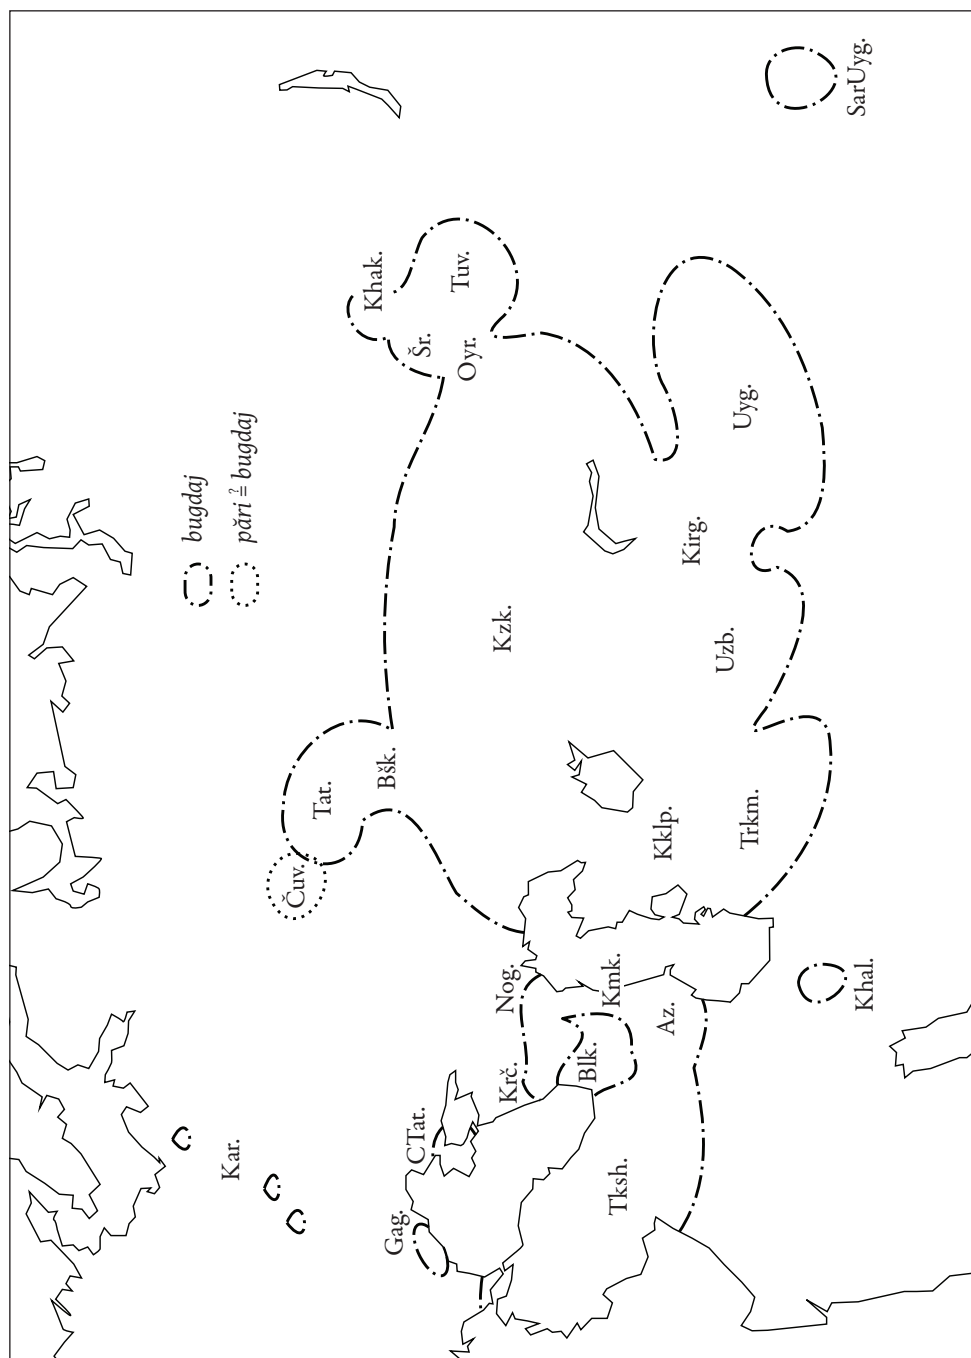 bugdaj
pări ≟ bugdaj
SarUyg.
Khak.
Tuv.
Šr.
Oyr.
Uyg.
Kirg.
Kzk.
Uzb.
Tat.
Bšk.
Čuv.
Kklp.
Trkm.
Nog.
Kmk.
Az.
Khal.
Krč.
Blk.
CTat.
Kar.
Gag.
Tksh.